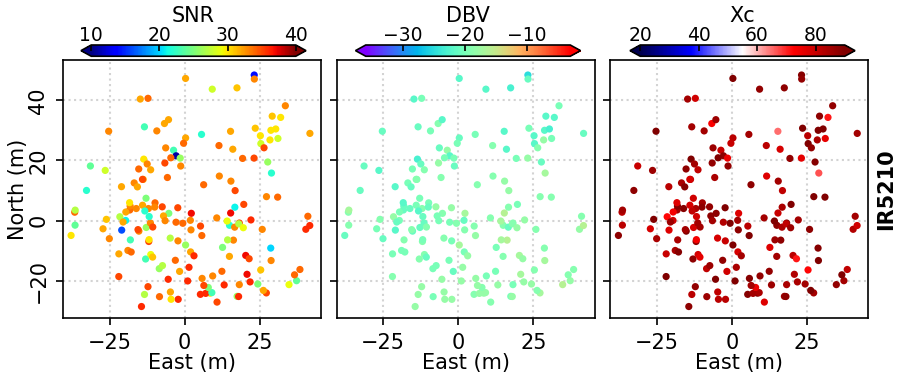 SNR DBV Xc
10 20 30 40 −30 −20 −10 20 40 60 80
40
20
0
−20
North (m)
IR5210
−25 0 25 −25 0 25 −25 0 25
East (m) East (m) East (m)